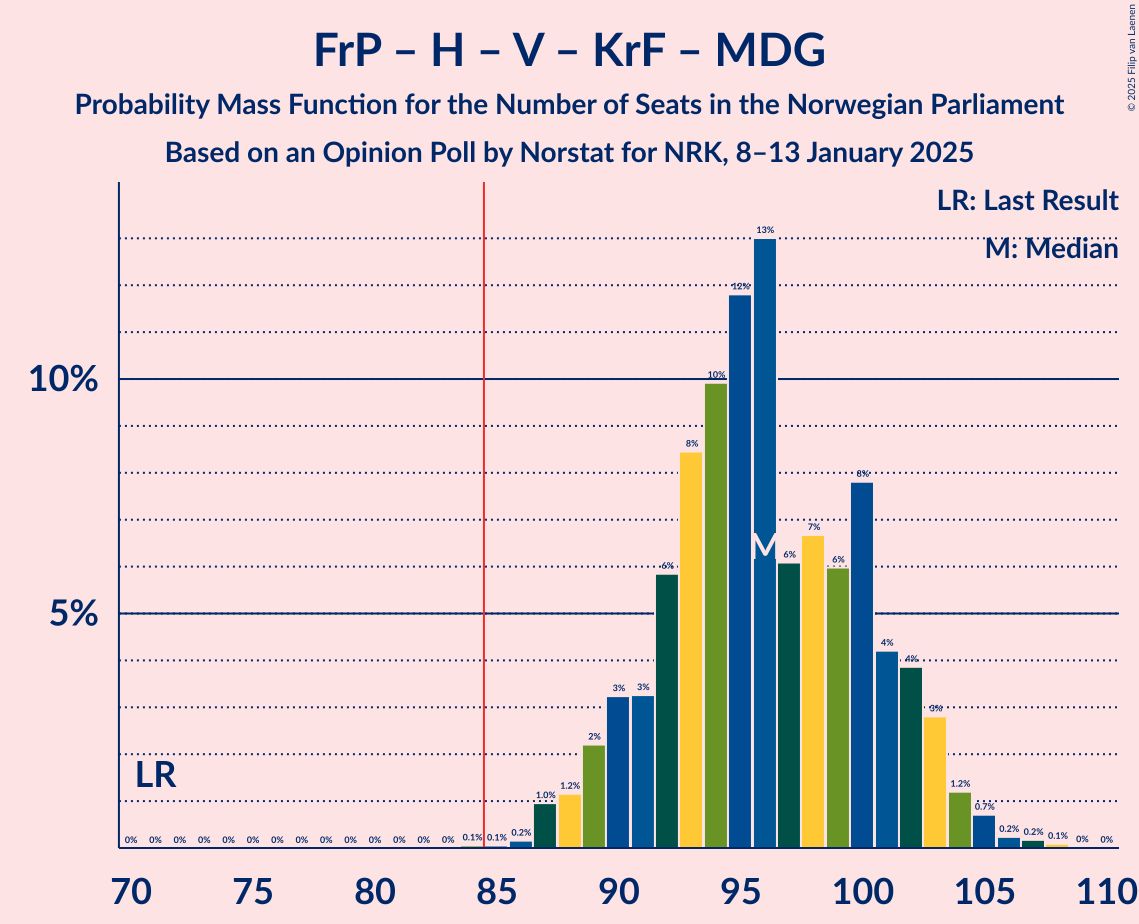 FrP – H – V – KrF – MDG
Probability Mass Function for the Number of Seats in the Norwegian Parliament
Based on an Opinion Poll by Norstat for NRK, 8–13 January 2025
© 2025 Filip van Laenen
LR: Last Result
M: Median
10%
5%
LR
M
0% 0% 0% 0% 0% 0% 0% 0% 0% 0% 0% 0% 0% 0% 0.1% 0.1% 0.2% 1.0% 1.2% 2% 3% 3% 6% 8% 10% 12% 13% 6% 7% 6% 8% 4% 4% 3% 1.2% 0.7% 0.2% 0.2% 0.1% 0% 0%
70 75 80 85 90 95 100 105 110